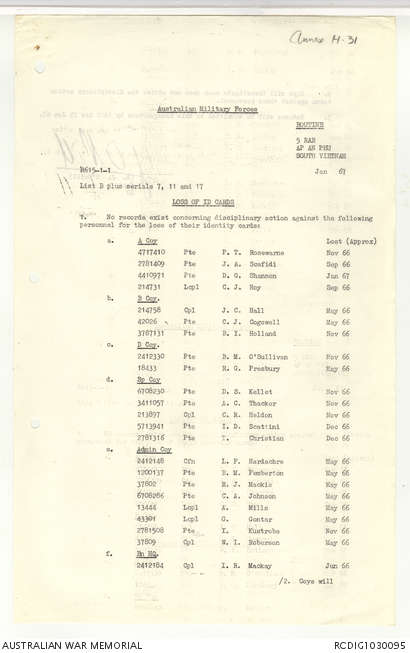 Annex H-31
Australian Military Forces
ROUTINE
5 RAR
AP AN PHU
SOUTH VIETNAM
R615-1-1
Jan 67
List B plus serials 7, 11 and 17
LOSS OF ID CARDS
1. No records exist concerning disciplinary action against the following
personnel for the loss of their identity cards:
Lost (Approx)
a. A Coy
4717410 Pte P. T. Rosewarne Nov 66
2781409 Pte J. A. Scafidi Sep 66
4410971 Pte D. G. Shannon Jan 67
214731 Lcpl C. J. Roy Sep 66
b. B Coy.
214758 Cpl J. C. Hall May 66
42026 Pte C. J. Cogswell May 66
3787131 Pte B. Y. Holland Nov 66
c. D Coy.
2412330 Pte B. M. O'Sullivan Nov 66
18433 Pte R. G. Presbury May 66
d. Sp Coy
6708230 Pte D. S. Kellet Nov 66
3411057 Pte A. C. Thacker Nov 66
213897 Cpl C. R. Heldon Nov 66
5713941 Pte I. D. Scattini Dec 66
2781316 Pte T. Christian Dec 66
e. Admin Coy
2412148 Cfn L. P. Hardacre May 66
1200137 Pte B. M. Pemberton May 66
37802 Pte R. J. Mackie May 66
6708266 Pte C. A. Johnson May 66
13444 Lcpl A. Mills May 66
43301 Lcpl G. Gontar May 66
2781508 Pte Y. Kustreba Nov 66
37809 Cpl W. I. Roberson May 66
f. Bn HQ.
2412184 Cpl I. R. Mackay Jun 66
/2. Coys will
AUSTRALIAN WAR MEMORIAL
RCDIG1030095